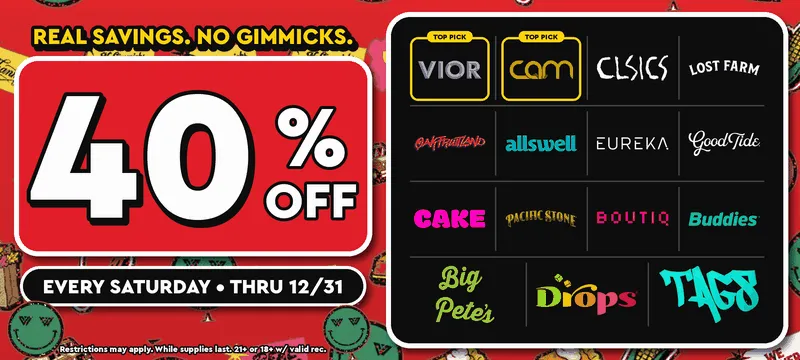 REAL SAVINGS. NO GIMMICKS.
40% OFF
EVERY SATURDAY • THRU 12/31
Restrictions may apply. While supplies last. 21+ or 18+ w/ valid rec.
TOP PICK
TOP PICK
VIOR
cam
CLSICS
LOST FARM
allswell
EUREKA
Good Tide.
CAKE
PACIFIC STONE
BOUTIQ
Buddies
Big Pete's
Drops
TAGS